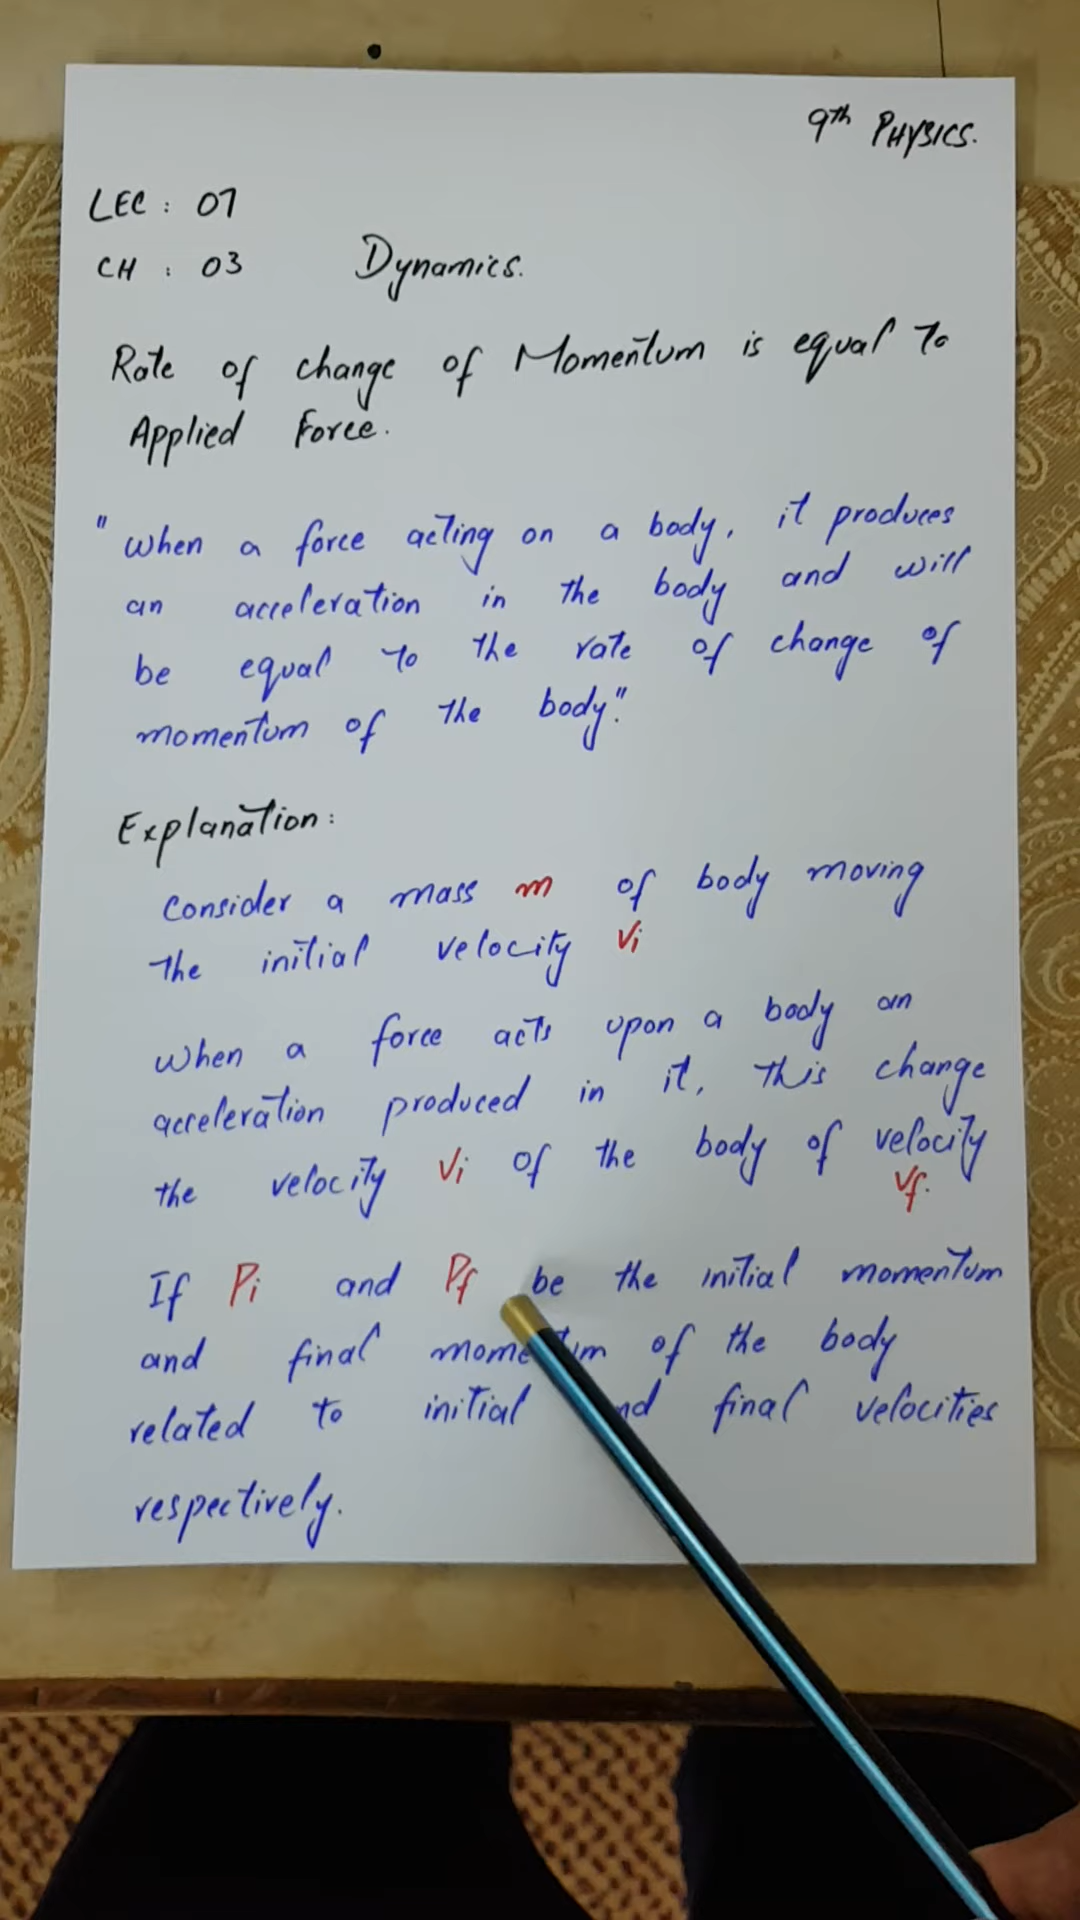 9th PHYSICS.
LEC : 07
CH : 03 Dynamics.
Rate of change of Momentum is equal To
Applied Force.
"When a force acting on a body, it produces
an acceleration in the body and will
be equal to the rate of change of
momentum of the body."
Explanation:
Consider a mass m of body moving
The initial velocity Vi
When a force acts upon a body an
acceleration produced in it, This change
the velocity Vi of the body of velocity
Vf.
If Pi and Pf be the initial momentum
and final of the body
related to initial final velocities
respectively.